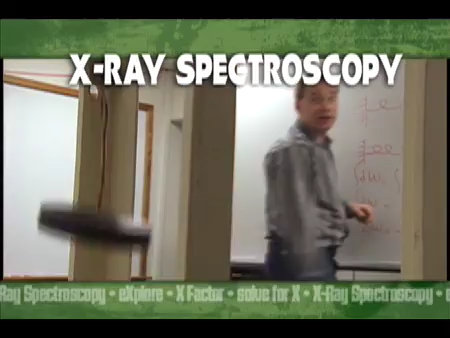 X-RAY SPECTROSCOPY
Ray Spectroscopy • eXplore • X Factor • solve for X • X-Ray Spectroscopy • e